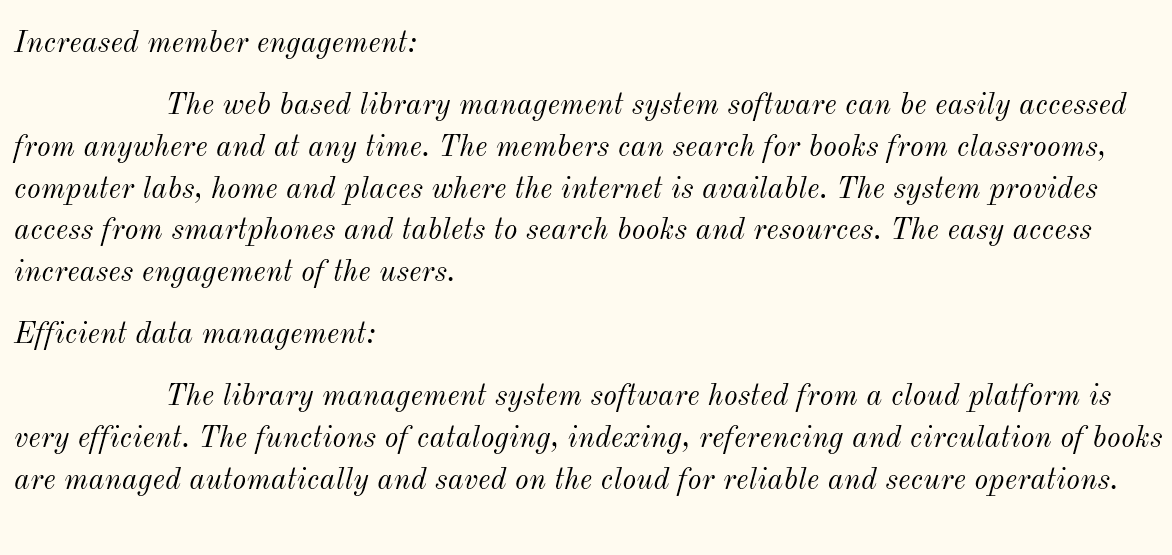 Increased member engagement:
The web based library management system software can be easily accessed
from anywhere and at any time. The members can search for books from classrooms,
computer labs, home and places where the internet is available. The system provides
access from smartphones and tablets to search books and resources. The easy access
increases engagement of the users.
Efficient data management:
The library management system software hosted from a cloud platform is
very efficient. The functions of cataloging, indexing, referencing and circulation of books
are managed automatically and saved on the cloud for reliable and secure operations.